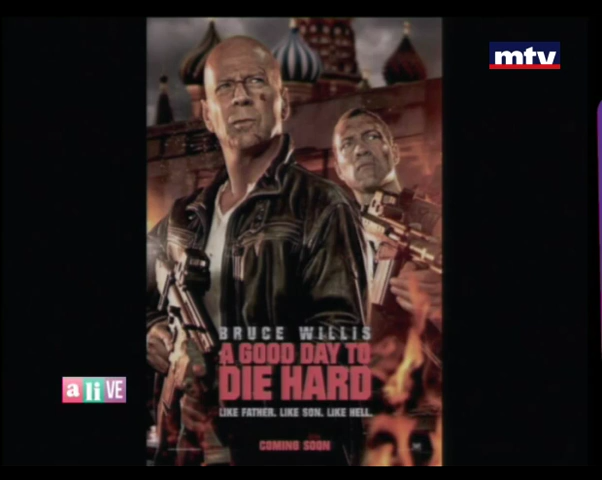 mtv
BRUCE WILLIS
A GOOD DAY TO
DIE HARD
LIKE FATHER. LIKE SON. LIKE HELL.
COMING SOON
aliVE